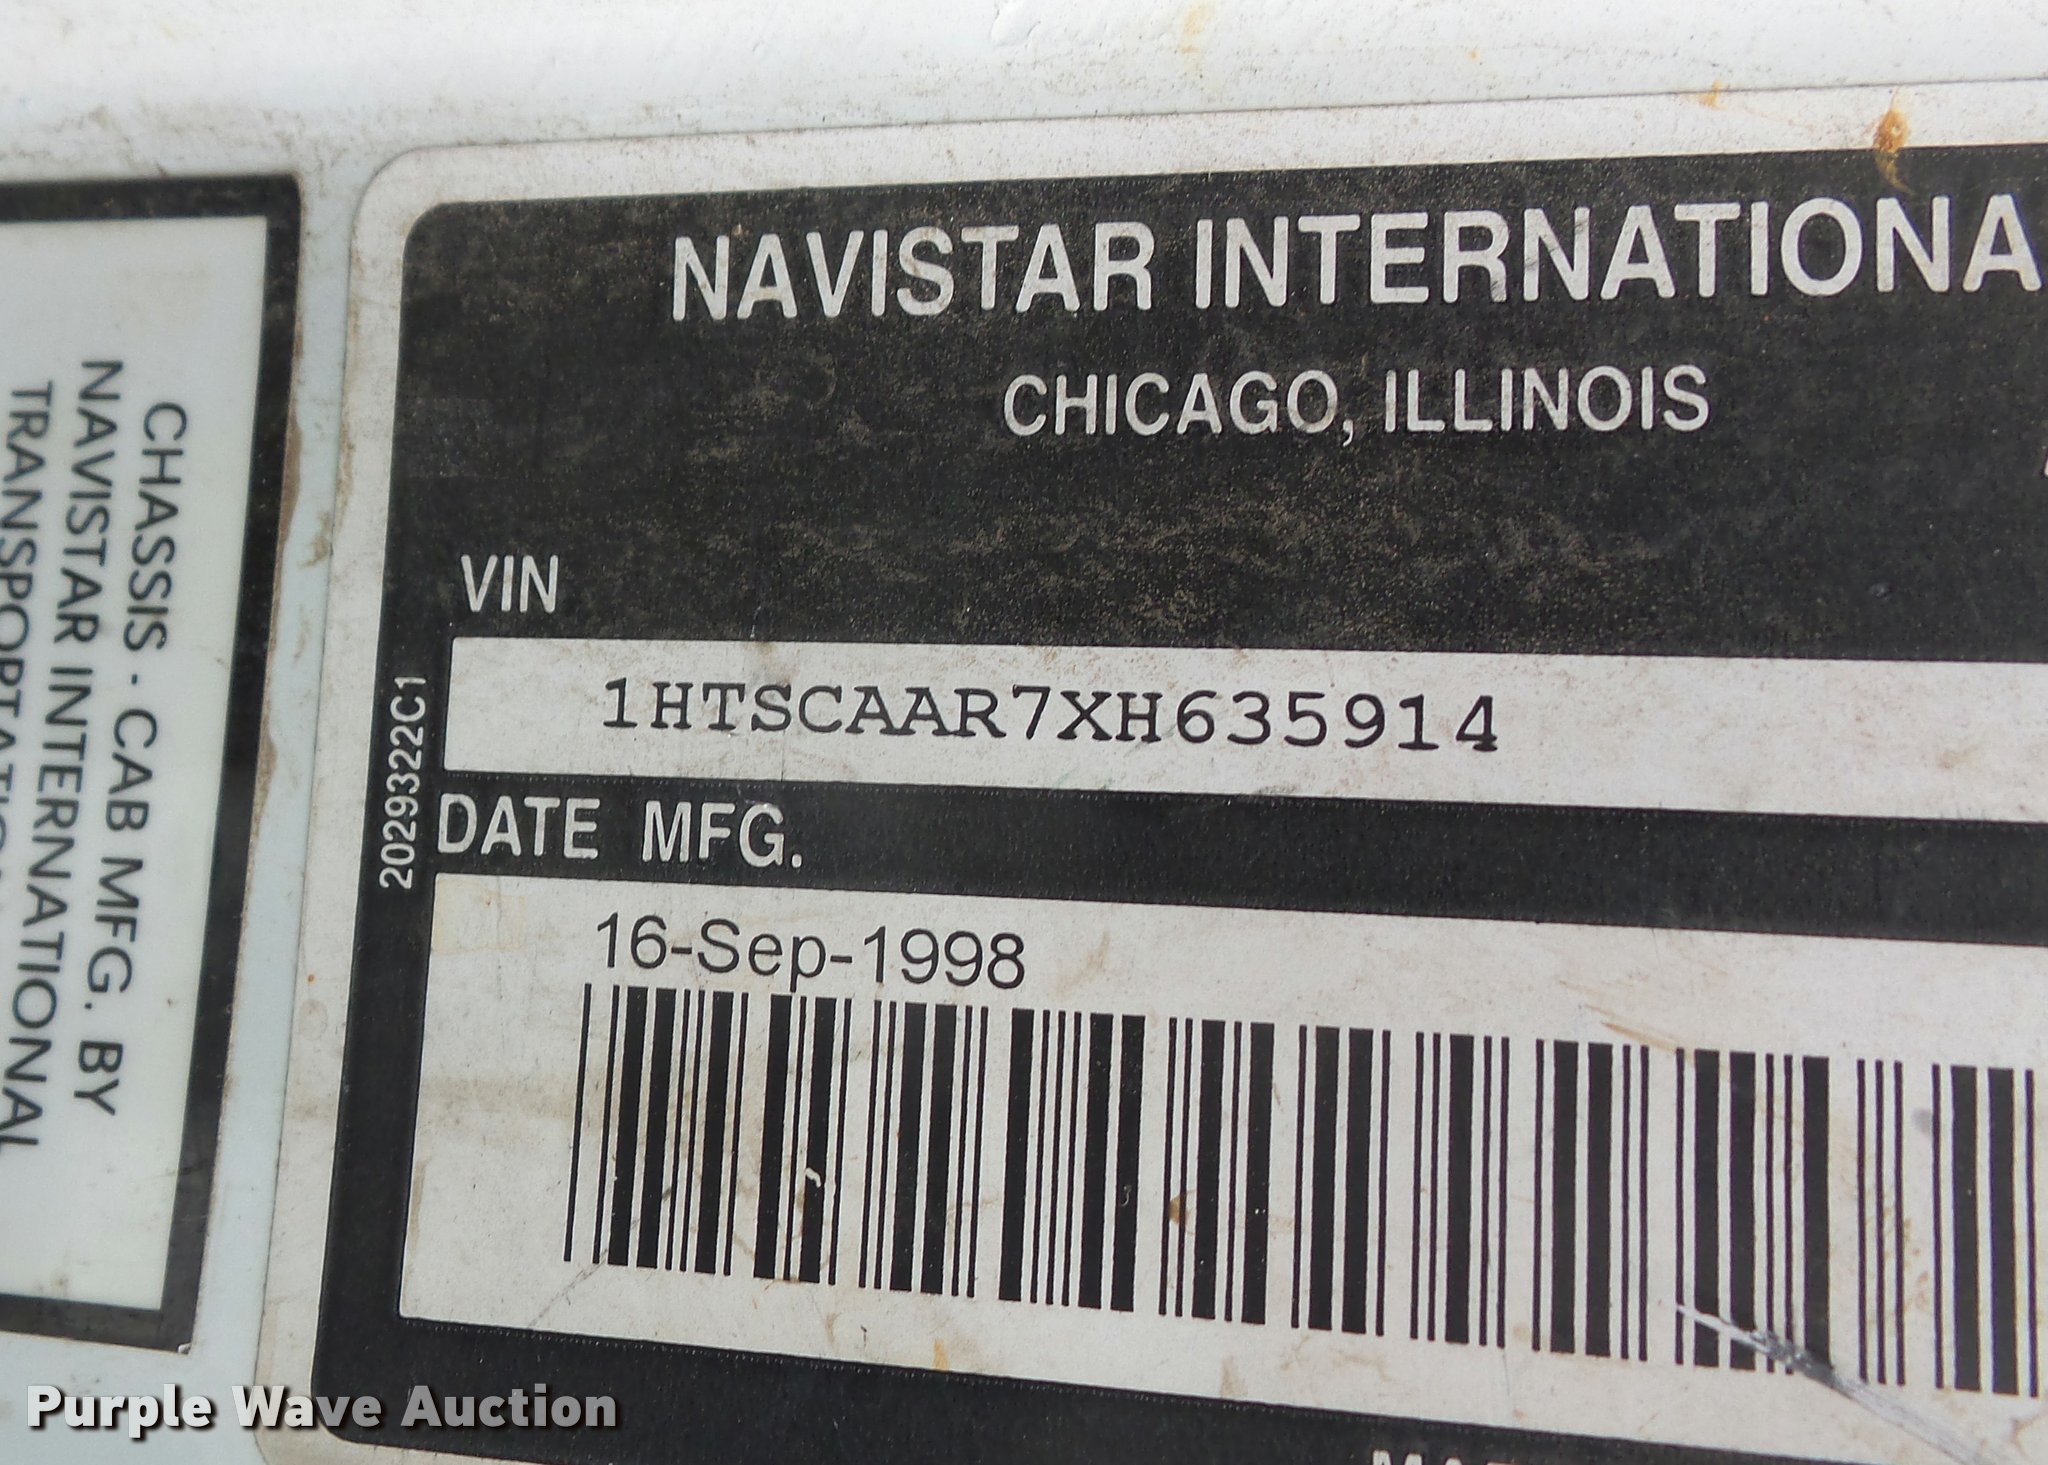 CHASSIS - CAB MFG. BY
NAVISTAR INTERNATIONAL
NAVISTAR INTERNATIONA
CHICAGO, ILLINOIS
VIN
1HTSCAAR7XH635914
2029322C1
DATE MFG.
16-Sep-1998
Purple Wave Auction